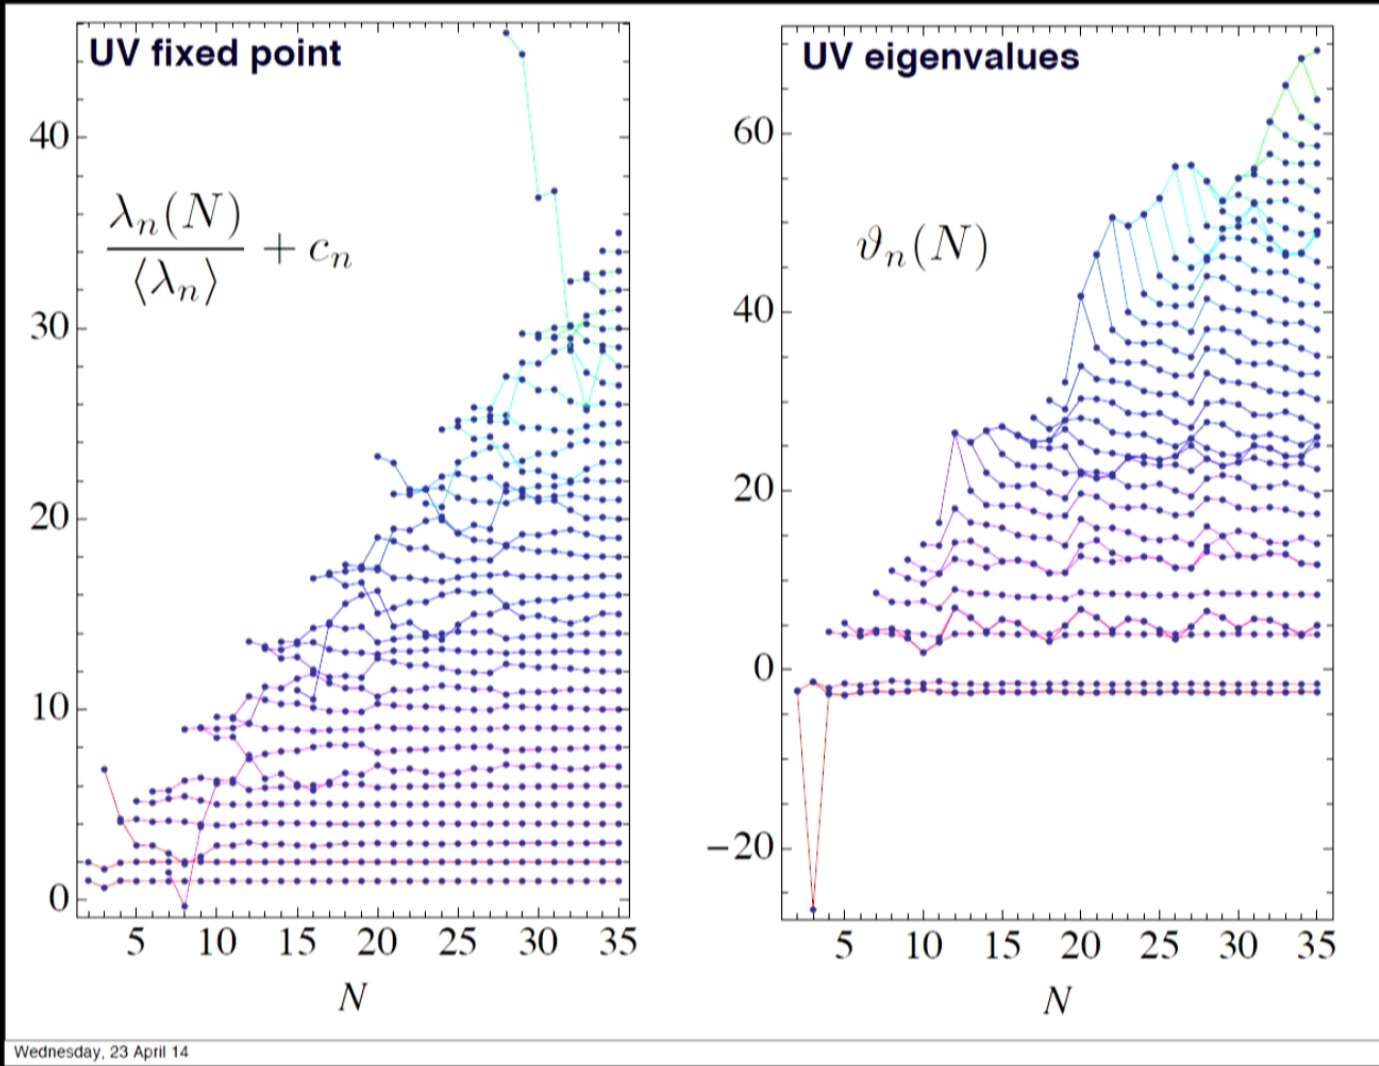 UV fixed point
40
30
20
10
0
λₙ(N)
⟨λₙ⟩
+ cₙ
5 10 15 20 25 30 35
N
UV eigenvalues
60
40
20
0
−20
ϑₙ(N)
5 10 15 20 25 30 35
N
Wednesday, 23 April 14